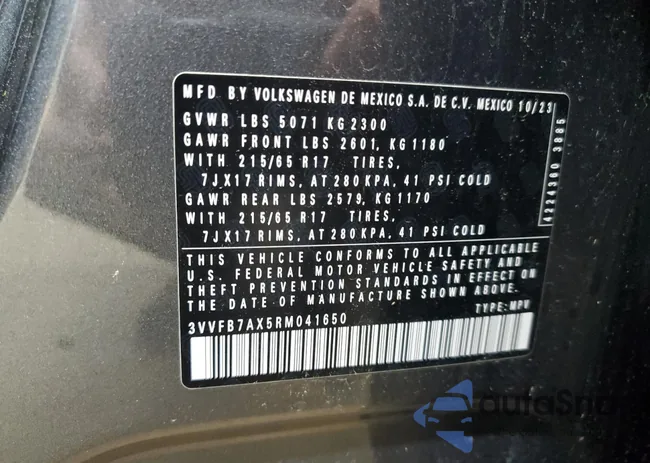 MFD. BY VOLKSWAGEN DE MEXICO S.A. DE C.V. MEXICO 10/23
GVWR LBS 5071 KG 2300
GAWR FRONT LBS 2601, KG 1180
WITH 215/65 R17 TIRES,
7JX17 RIMS, AT 280 KPA, 41 PSI COLD
GAWR REAR LBS 2579, KG 1170
WITH 215/65 R17 TIRES,
7JX17 RIMS, AT 280 KPA, 41 PSI COLD
THIS VEHICLE CONFORMS TO ALL APPLICABLE
U.S. FEDERAL MOTOR VEHICLE SAFETY AND
THEFT PREVENTION STANDARDS IN EFFECT ON
THE DATE OF MANUFACTURE SHOWN ABOVE.
3VVFB7AX5RM041650 TYPE: MPV
4224360 3885